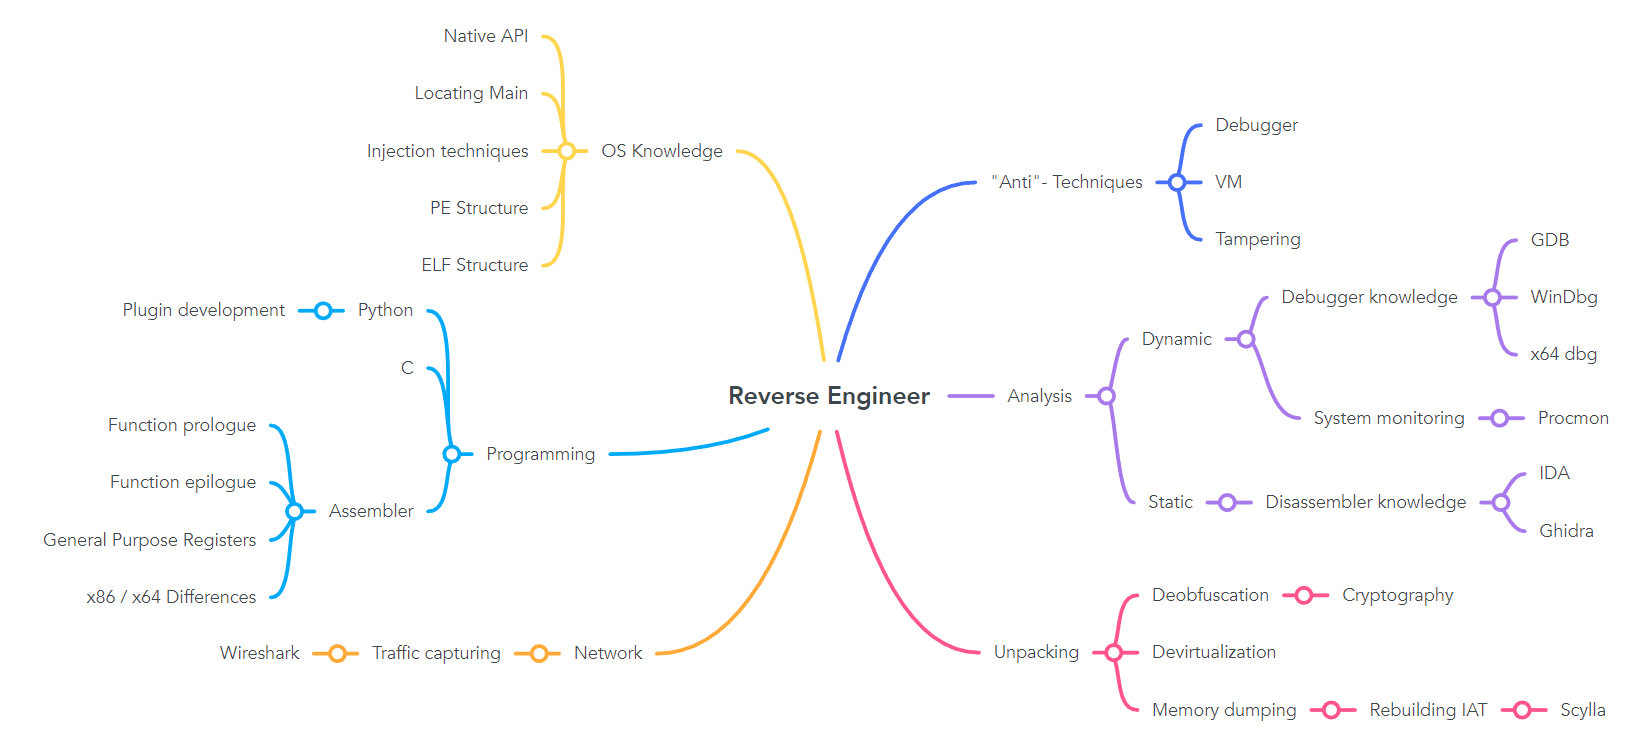 Native API
Locating Main
Injection techniques
OS Knowledge
PE Structure
ELF Structure
Plugin development
Python
C
Function prologue
Function epilogue
General Purpose Registers
x86 / x64 Differences
Assembler
Programming
Wireshark
Traffic capturing
Network
Reverse Engineer
"Anti"- Techniques
Debugger
VM
Tampering
Analysis
Dynamic
Debugger knowledge
GDB
WinDbg
x64 dbg
System monitoring
Procmon
Static
Disassembler knowledge
IDA
Ghidra
Unpacking
Deobfuscation
Cryptography
Devirtualization
Memory dumping
Rebuilding IAT
Scylla